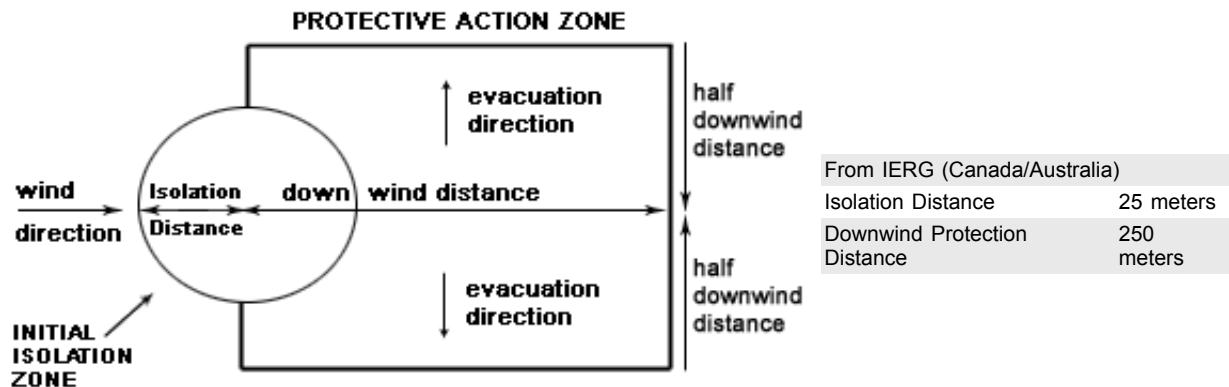 PROTECTIVE ACTION ZONE
evacuation
direction
half
downwind
distance
wind
direction
Isolation
Distance
down wind distance
evacuation
direction
half
downwind
distance
INITIAL
ISOLATION
ZONE
From IERG (Canada/Australia)
Isolation Distance 25 meters
Downwind Protection 250
Distance meters